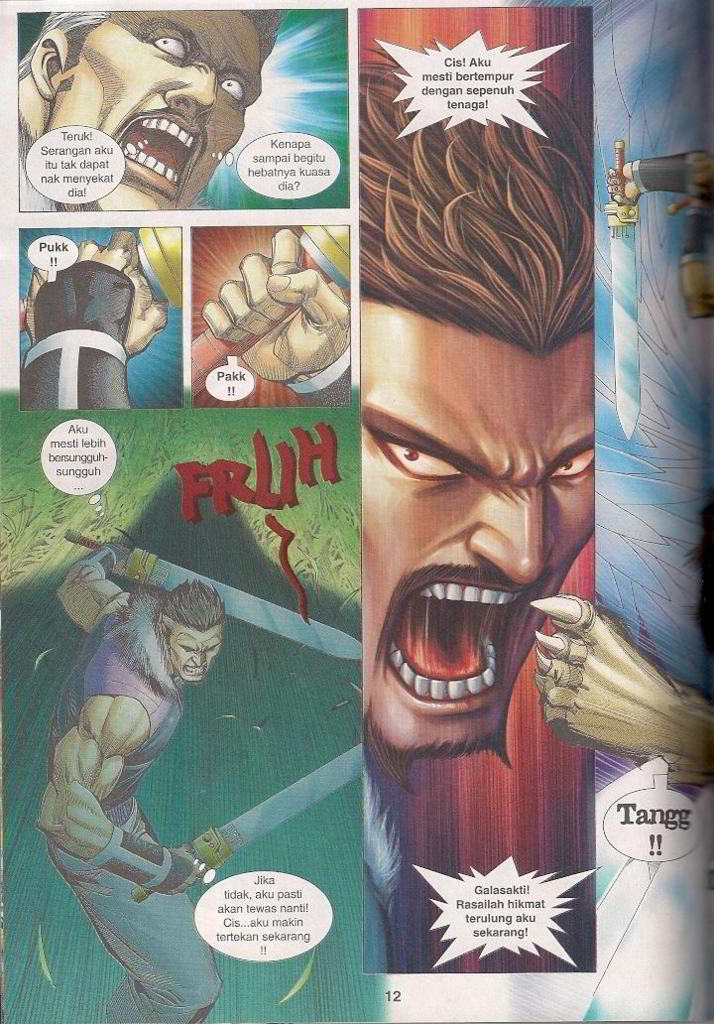 Teruk!
Serangan aku
itu tak dapat
nak menyekat
dia!
Kenapa
sampai begitu
hebatnya kuasa
dia?
Pukk
!!
Pakk
!!
Aku
mesti lebih
bersungguh-
sungguh
...
FRUIH
Jika
tidak, aku pasti
akan tewas nanti!
Cis...aku makin
tertekan sekarang
!!
Cis! Aku
mesti bertempur
dengan sepenuh
tenaga!
Galasakti!
Rasailah hikmat
terulung aku
sekarang!
Tangg
!!
12